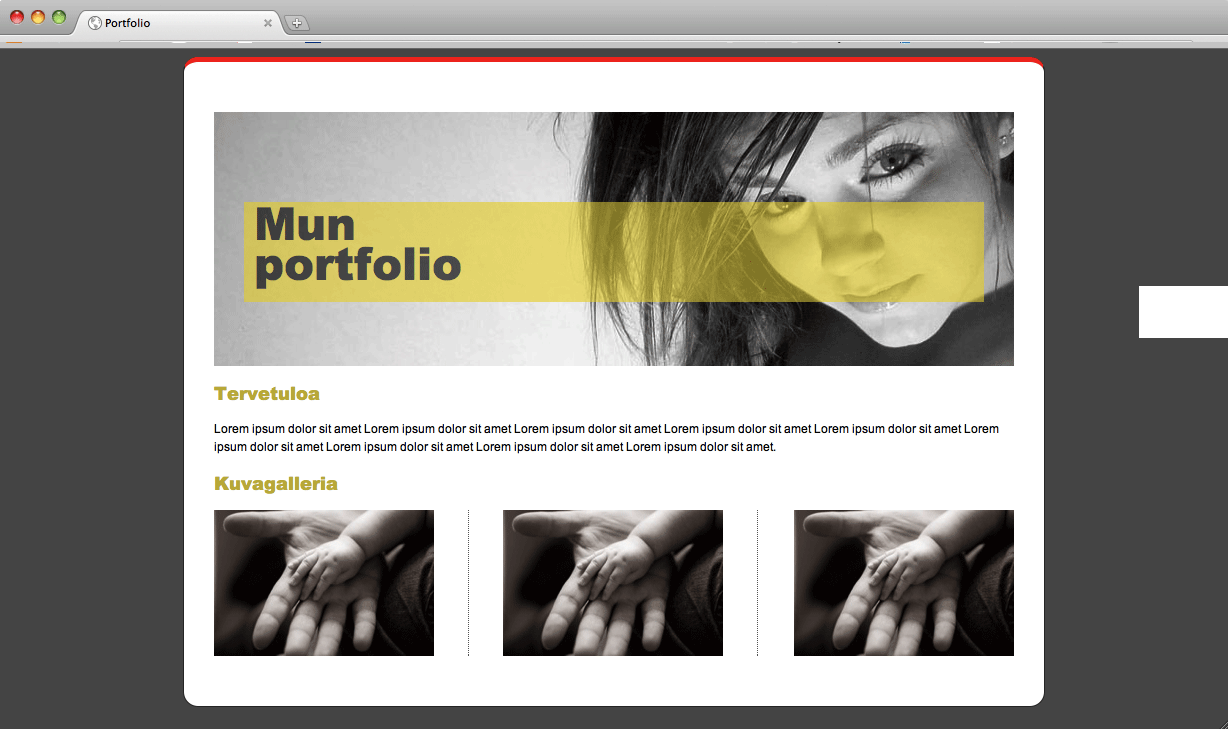 Portfolio
Mun
portfolio
Tervetuloa
Lorem ipsum dolor sit amet Lorem ipsum dolor sit amet Lorem ipsum dolor sit amet Lorem ipsum dolor sit amet Lorem ipsum dolor sit amet Lorem
ipsum dolor sit amet Lorem ipsum dolor sit amet Lorem ipsum dolor sit amet Lorem ipsum dolor sit amet.
Kuvagalleria